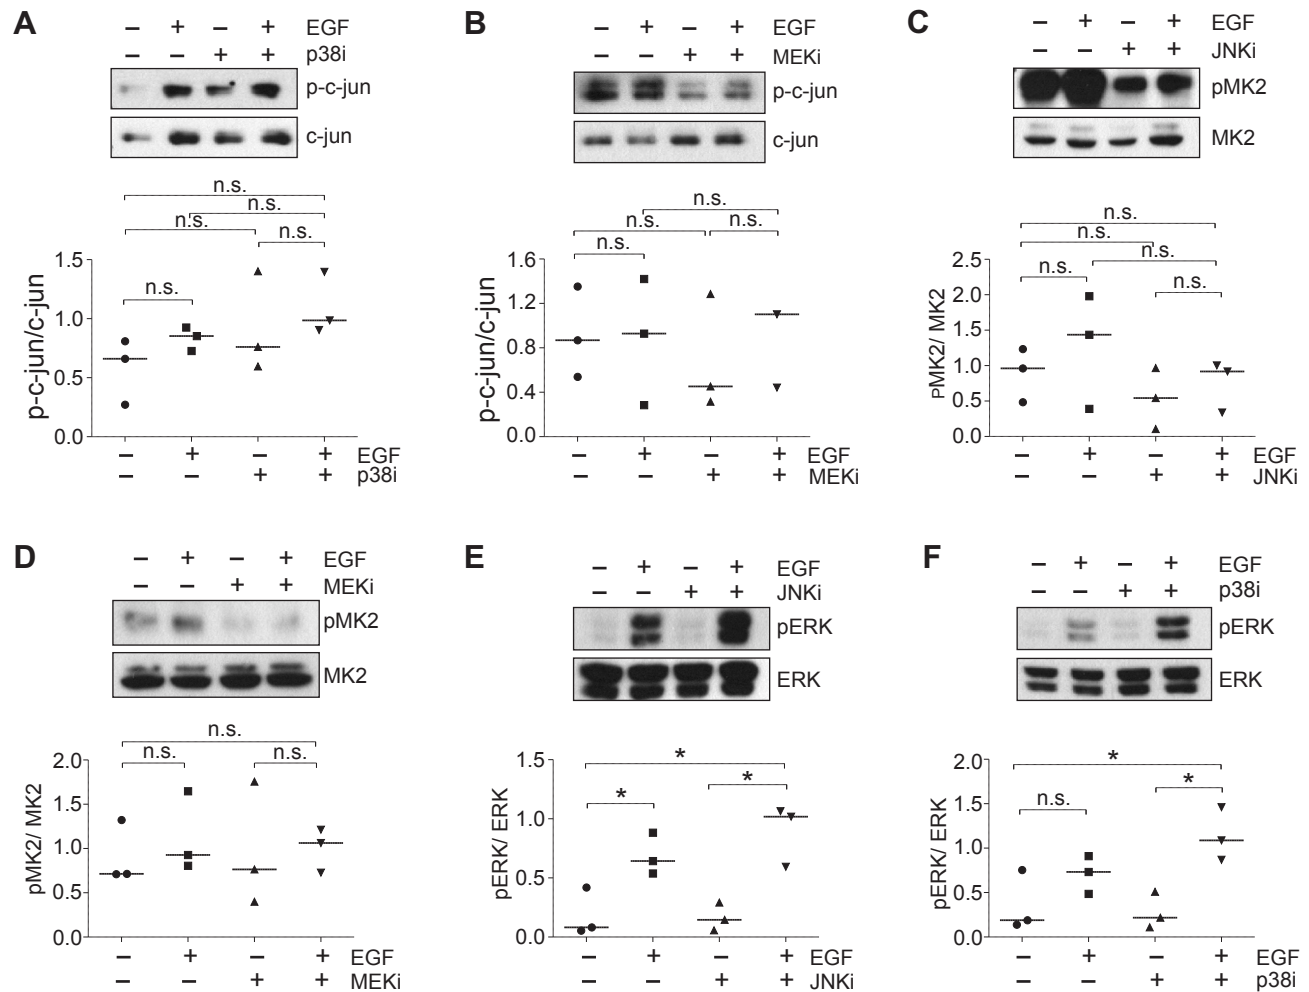 A
− + − + EGF
− − + + p38i
p-c-jun
c-jun
n.s.
n.s.
n.s.
n.s.
n.s.
p-c-jun/c-jun
1.5
1.0
0.5
0.0
− + − + EGF
− − + + p38i
B
− + − + EGF
− − + + MEKi
p-c-jun
c-jun
n.s.
n.s.
n.s.
n.s.
p-c-jun/c-jun
1.6
1.2
0.8
0.4
0.0
− + − + EGF
− − + + MEKi
C
− + − + EGF
− − + + JNKi
pMK2
MK2
n.s.
n.s.
n.s.
n.s.
n.s.
PMK2/ MK2
2.5
2.0
1.5
1.0
0.5
0.0
− + − + EGF
− − + + JNKi
D
− + − + EGF
− − + + MEKi
pMK2
MK2
n.s.
n.s.
n.s.
pMK2/ MK2
2.0
1.5
1.0
0.5
0.0
− + − + EGF
− − + + MEKi
E
− + − + EGF
− − + + JNKi
pERK
ERK
*
*
*
pERK/ ERK
1.5
1.0
0.5
0.0
− + − + EGF
− − + + JNKi
F
− + − + EGF
− − + + p38i
pERK
ERK
*
*
n.s.
pERK/ ERK
2.0
1.5
1.0
0.5
0.0
− + − + EGF
− − + + p38i